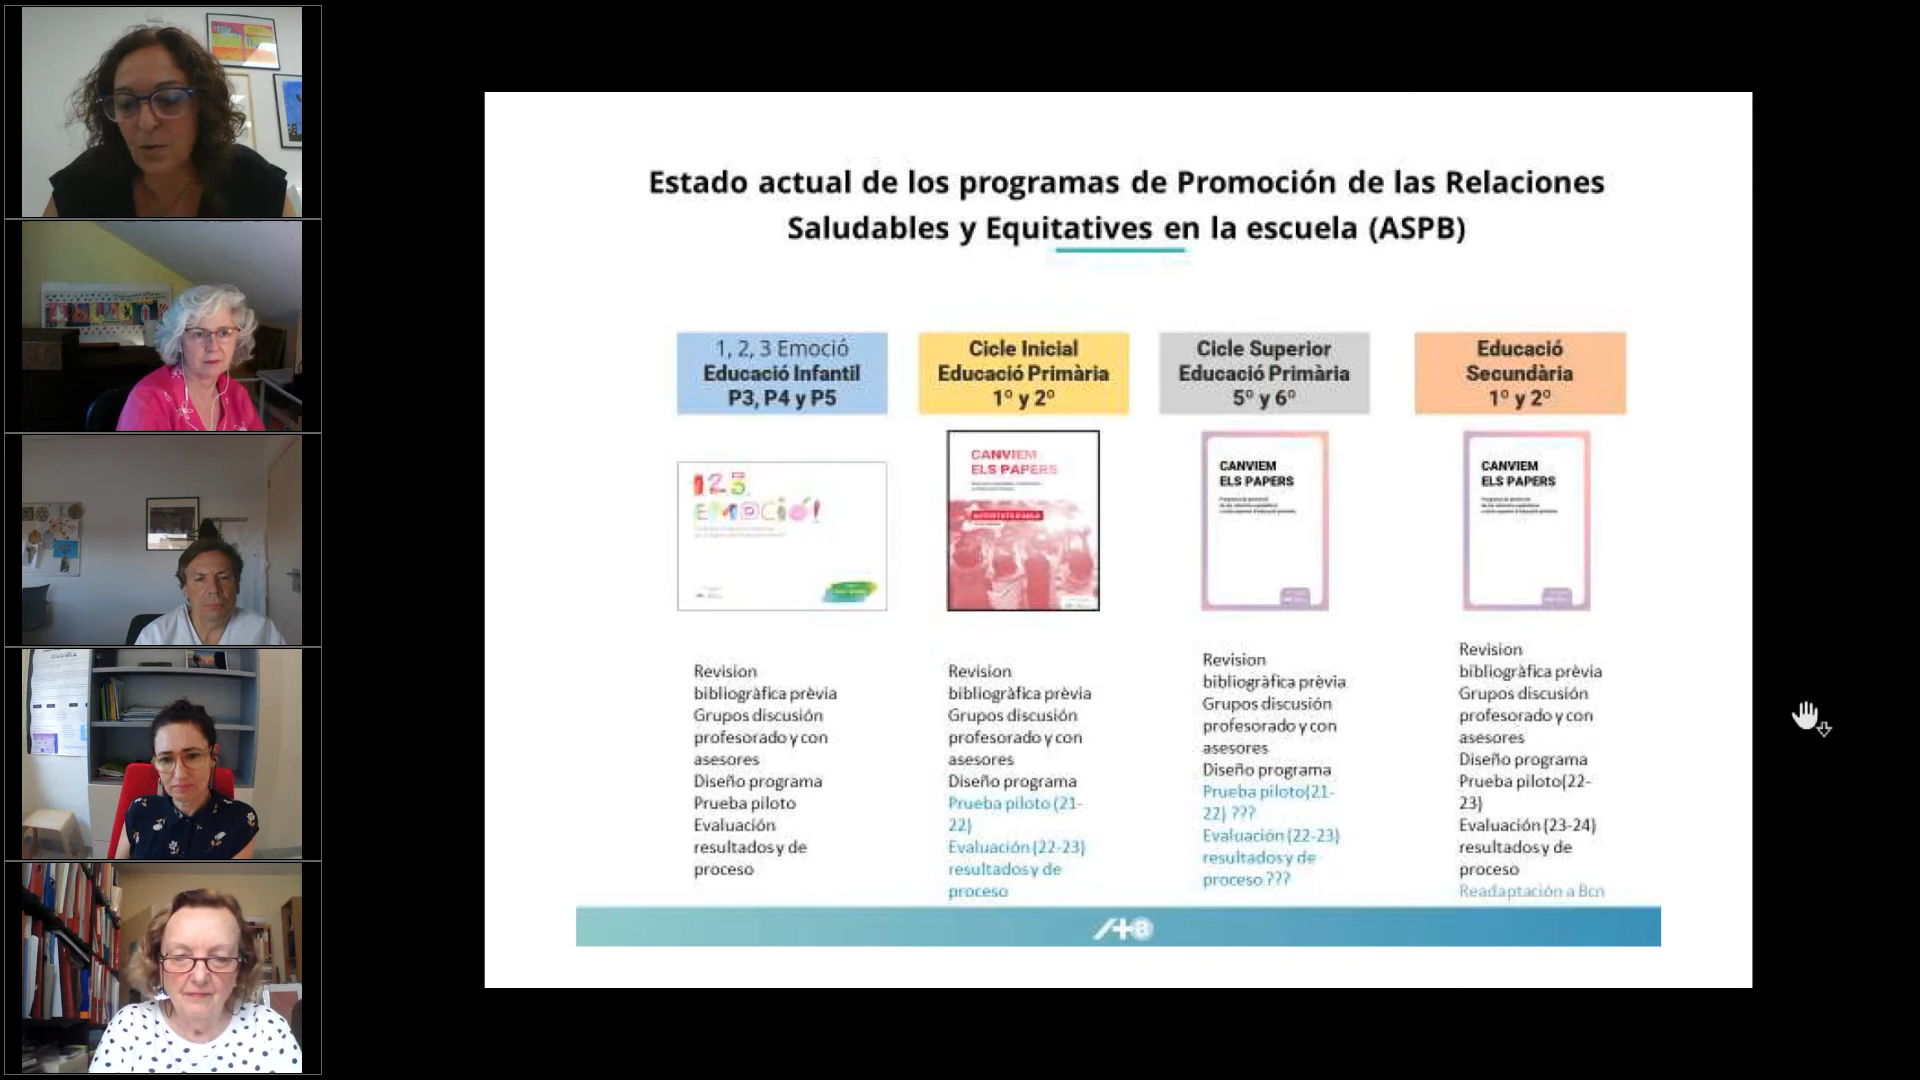 Estado actual de los programas de Promoción de las Relaciones
Saludables y Equitatives en la escuela (ASPB)
1, 2, 3 Emoció
Educació Infantil
P3, P4 y P5
123
EMOCIÓ!
Revision
bibliogràfica prèvia
Grupos discusión
profesorado y con
asesores
Diseño programa
Prueba piloto
Evaluación
resultados y de
proceso
Cicle Inicial
Educació Primària
1º y 2º
CANVIEM
ELS PAPERS
Revision
bibliogràfica prèvia
Grupos discusión
profesorado y con
asesores
Diseño programa
Prueba piloto (21-
22)
Evaluación (22-23)
resultados y de
proceso
Cicle Superior
Educació Primària
5º y 6º
CANVIEM
ELS PAPERS
Revision
bibliogràfica prèvia
Grupos discusión
profesorado y con
asesores
Diseño programa
Prueba piloto(21-
22) ???
Evaluación (22-23)
resultados y de
proceso ???
Educació
Secundària
1º y 2º
CANVIEM
ELS PAPERS
Revision
bibliogràfica prèvia
Grupos discusión
profesorado y con
asesores
Diseño programa
Prueba piloto(22-
23)
Evaluación (23-24)
resultados y de
proceso
Readaptación a Bcn